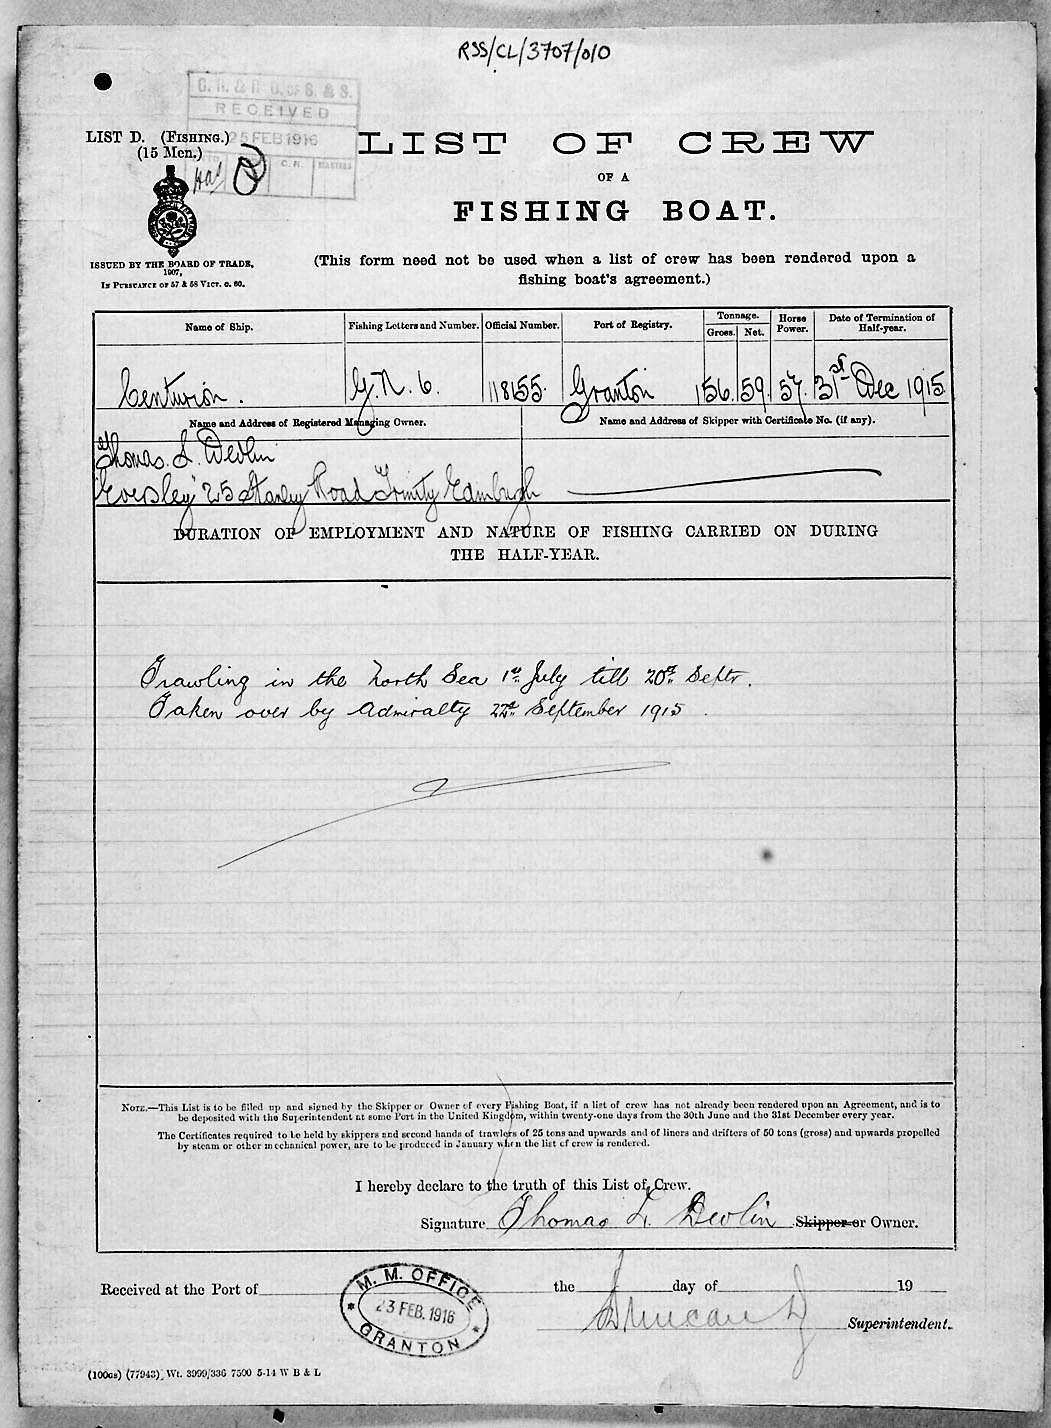 RSS/CL/3707/010
G. R. & R. G. OF S. & S.
RECEIVED
25 FEB 1916
C. R.
LIST D. (FISHING.)
(15 Men.)
LIST OF CREW
OF A
FISHING BOAT.
ISSUED BY THE BOARD OF TRADE,
1907,
IN PURSUANCE OF 57 & 58 VICT. c. 60.
(This form need not be used when a list of crew has been rendered upon a
fishing boat's agreement.)
Name of Ship. Fishing Letters and Number. Official Number. Port of Registry. Tonnage. Gross. Net. Horse Power. Date of Termination of Half-year.
Centurion. G.N. 6. 118155. Granton 156. 59. 57. 31st Dec 1915.
Name and Address of Registered Managing Owner. Name and Address of Skipper with Certificate No. (if any).
Thomas. L. Devlin
"Eversley" 25 Stanley Road Trinity Edinburgh
DURATION OF EMPLOYMENT AND NATURE OF FISHING CARRIED ON DURING
THE HALF-YEAR.
Trawling in the North Sea 1st July till 20th Septr.
Taken over by Admiralty 22nd September 1915.
NOTE.—This List is to be filled up and signed by the Skipper or Owner of every Fishing Boat, if a list of crew has not already been rendered upon an Agreement, and is to
be deposited with the Superintendent at some Port in the United Kingdom, within twenty-one days from the 30th June and the 31st December every year.
The Certificates required to be held by skippers and second hands of trawlers of 25 tons and upwards and of liners and drifters of 50 tons (gross) and upwards propelled
by steam or other mechanical power, are to be produced in January when the list of crew is rendered.
I hereby declare to the truth of this List of Crew.
Signature Thomas L. Devlin Skipper or Owner.
Received at the Port of the day of 19
M. M. OFFICE
23 FEB. 1916
GRANTON
Duncan
Superintendent.
(100gs) (77943) Wt. 3999/336 7500 5-14 W B & L